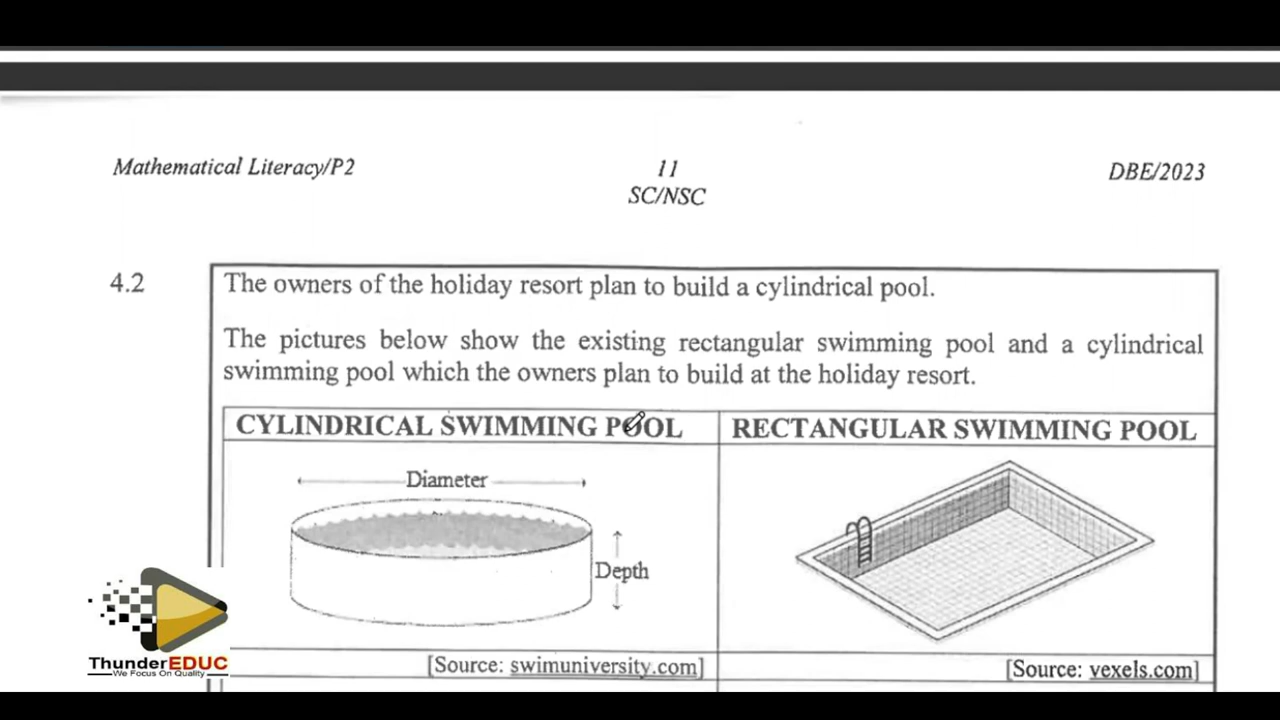 Mathematical Literacy/P2
11
DBE/2023
SC/NSC
4.2
The owners of the holiday resort plan to build a cylindrical pool.
The pictures below show the existing rectangular swimming pool and a cylindrical
swimming pool which the owners plan to build at the holiday resort.
CYLINDRICAL SWIMMING POOL
RECTANGULAR SWIMMING POOL
Diameter
Depth
[Source: swimuniversity.com]
[Source: vexels.com]
ThunderEDUC
We Focus On Quality